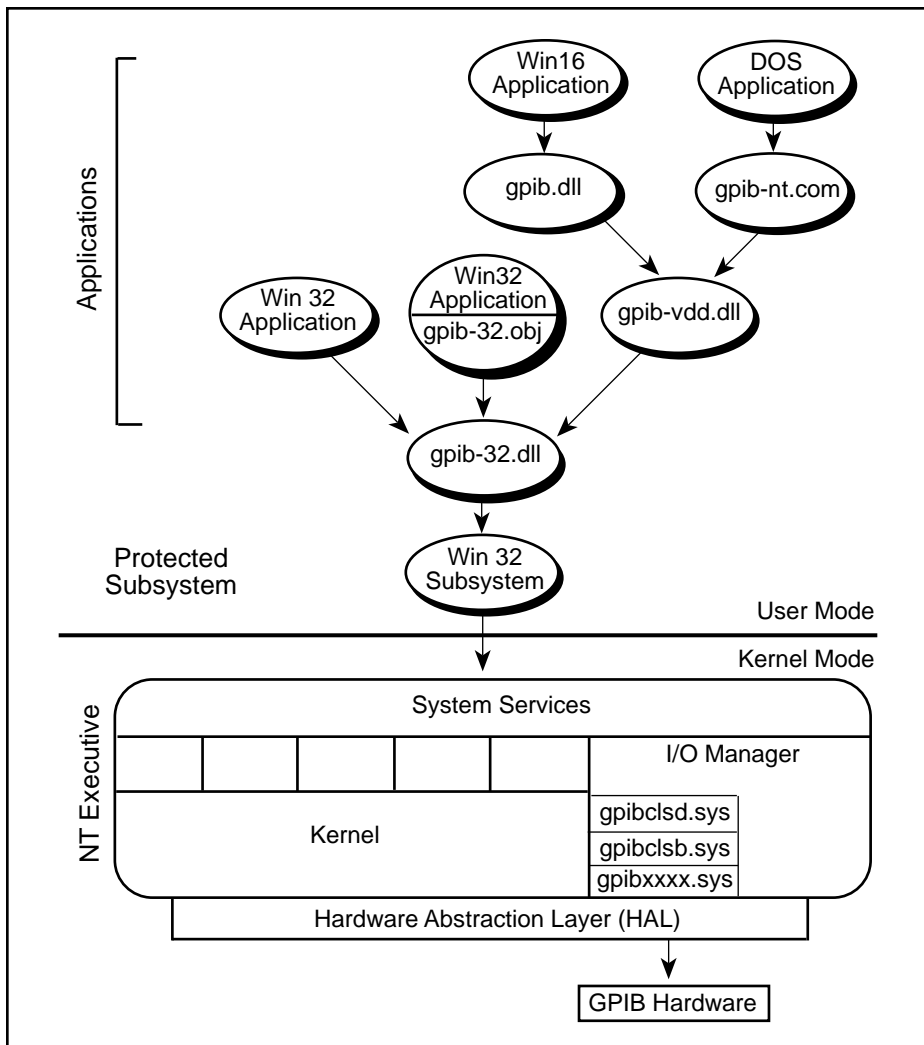 Win16
Application
DOS
Application
gpib.dll
gpib-nt.com
Applications
Win 32
Application
Win32
Application
gpib-32.obj
gpib-vdd.dll
gpib-32.dll
Protected
Subsystem
Win 32
Subsystem
User Mode
Kernel Mode
NT Executive
System Services
I/O Manager
Kernel
gpibclsd.sys
gpibclsb.sys
gpibxxxx.sys
Hardware Abstraction Layer (HAL)
GPIB Hardware